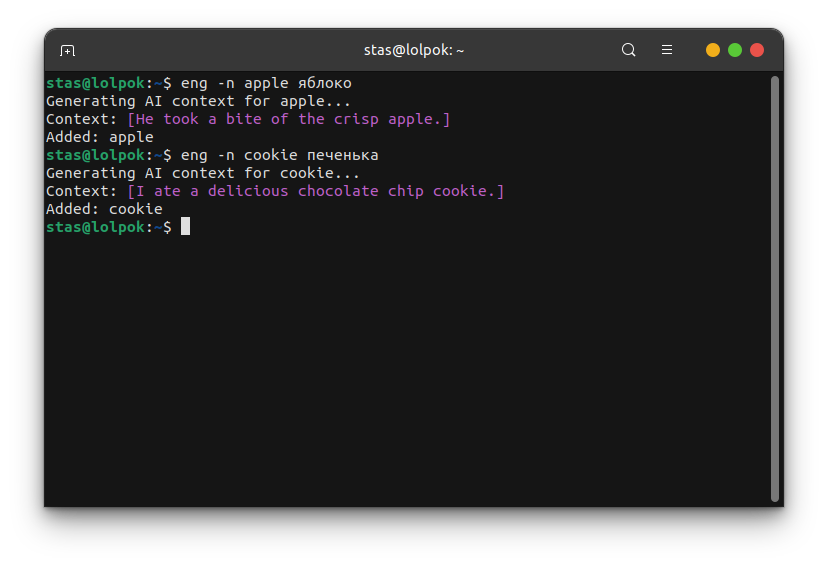 stas@lolpok: ~
stas@lolpok:~$ eng -n apple яблоко
Generating AI context for apple...
Context: [He took a bite of the crisp apple.]
Added: apple
stas@lolpok:~$ eng -n cookie печенька
Generating AI context for cookie...
Context: [I ate a delicious chocolate chip cookie.]
Added: cookie
stas@lolpok:~$